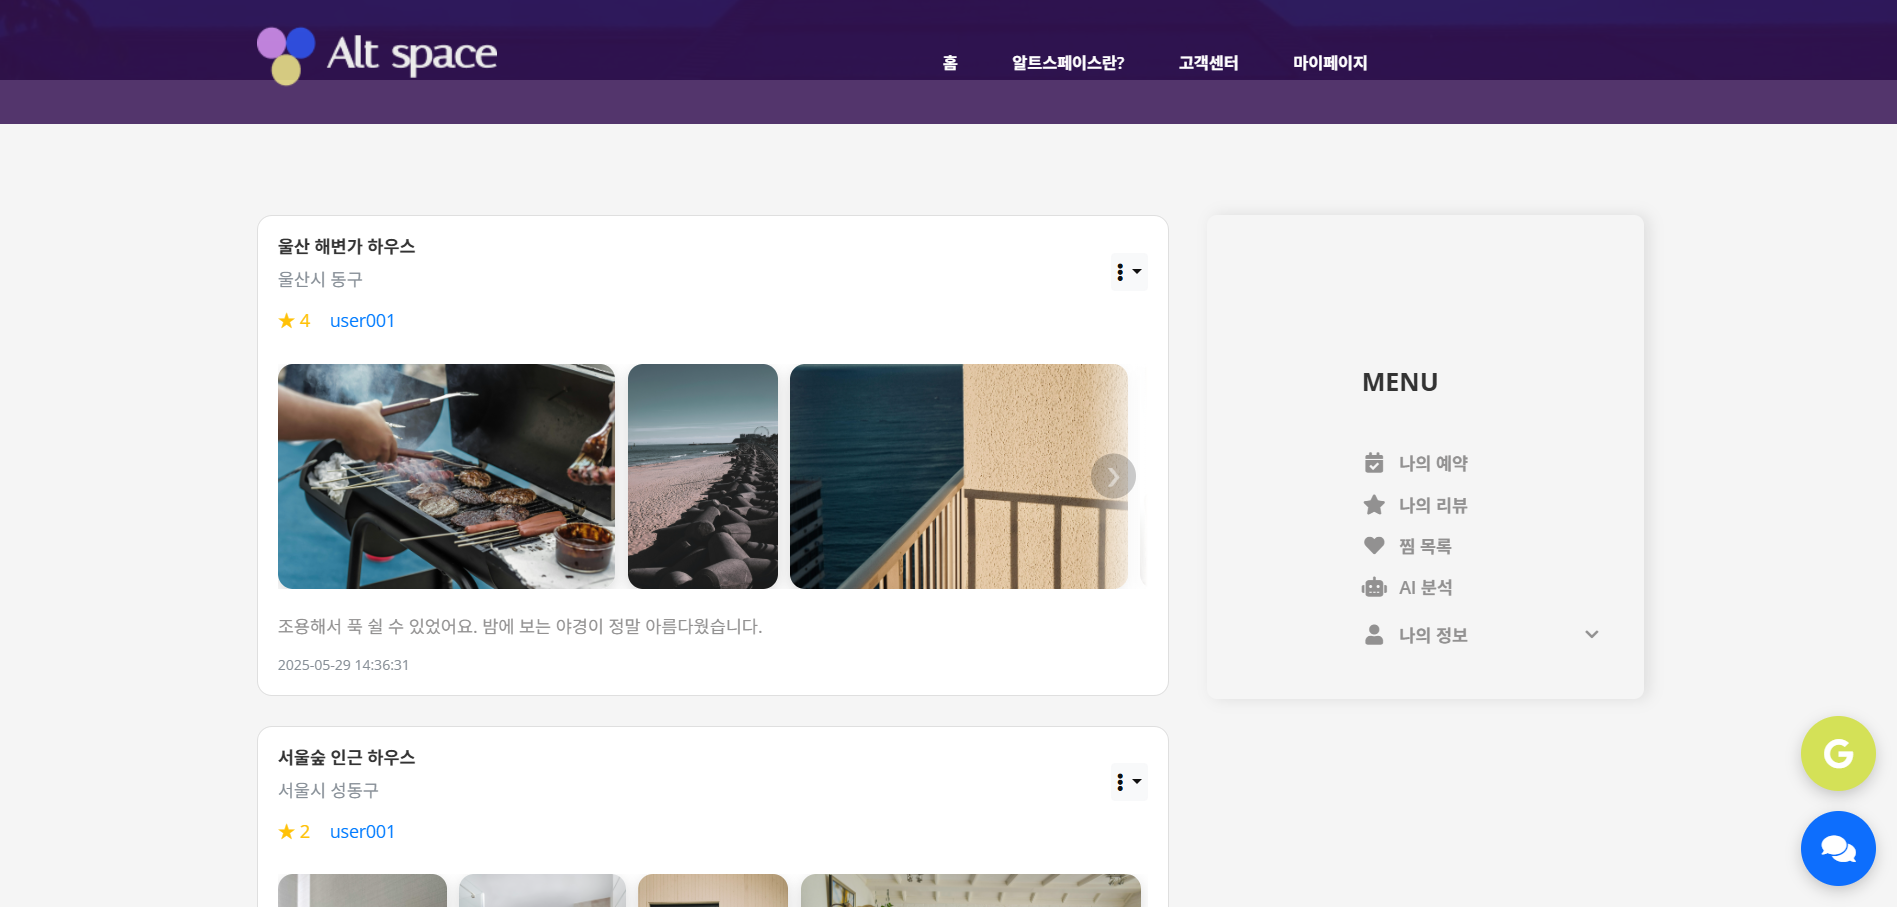 Alt space
홈 알트스페이스란? 고객센터 마이페이지
울산 해변가 하우스
울산시 동구
★ 4 user001
조용해서 푹 쉴 수 있었어요. 밤에 보는 야경이 정말 아름다웠습니다.
2025-05-29 14:36:31
서울숲 인근 하우스
서울시 성동구
★ 2 user001
MENU
나의 예약
나의 리뷰
찜 목록
AI 분석
나의 정보
G